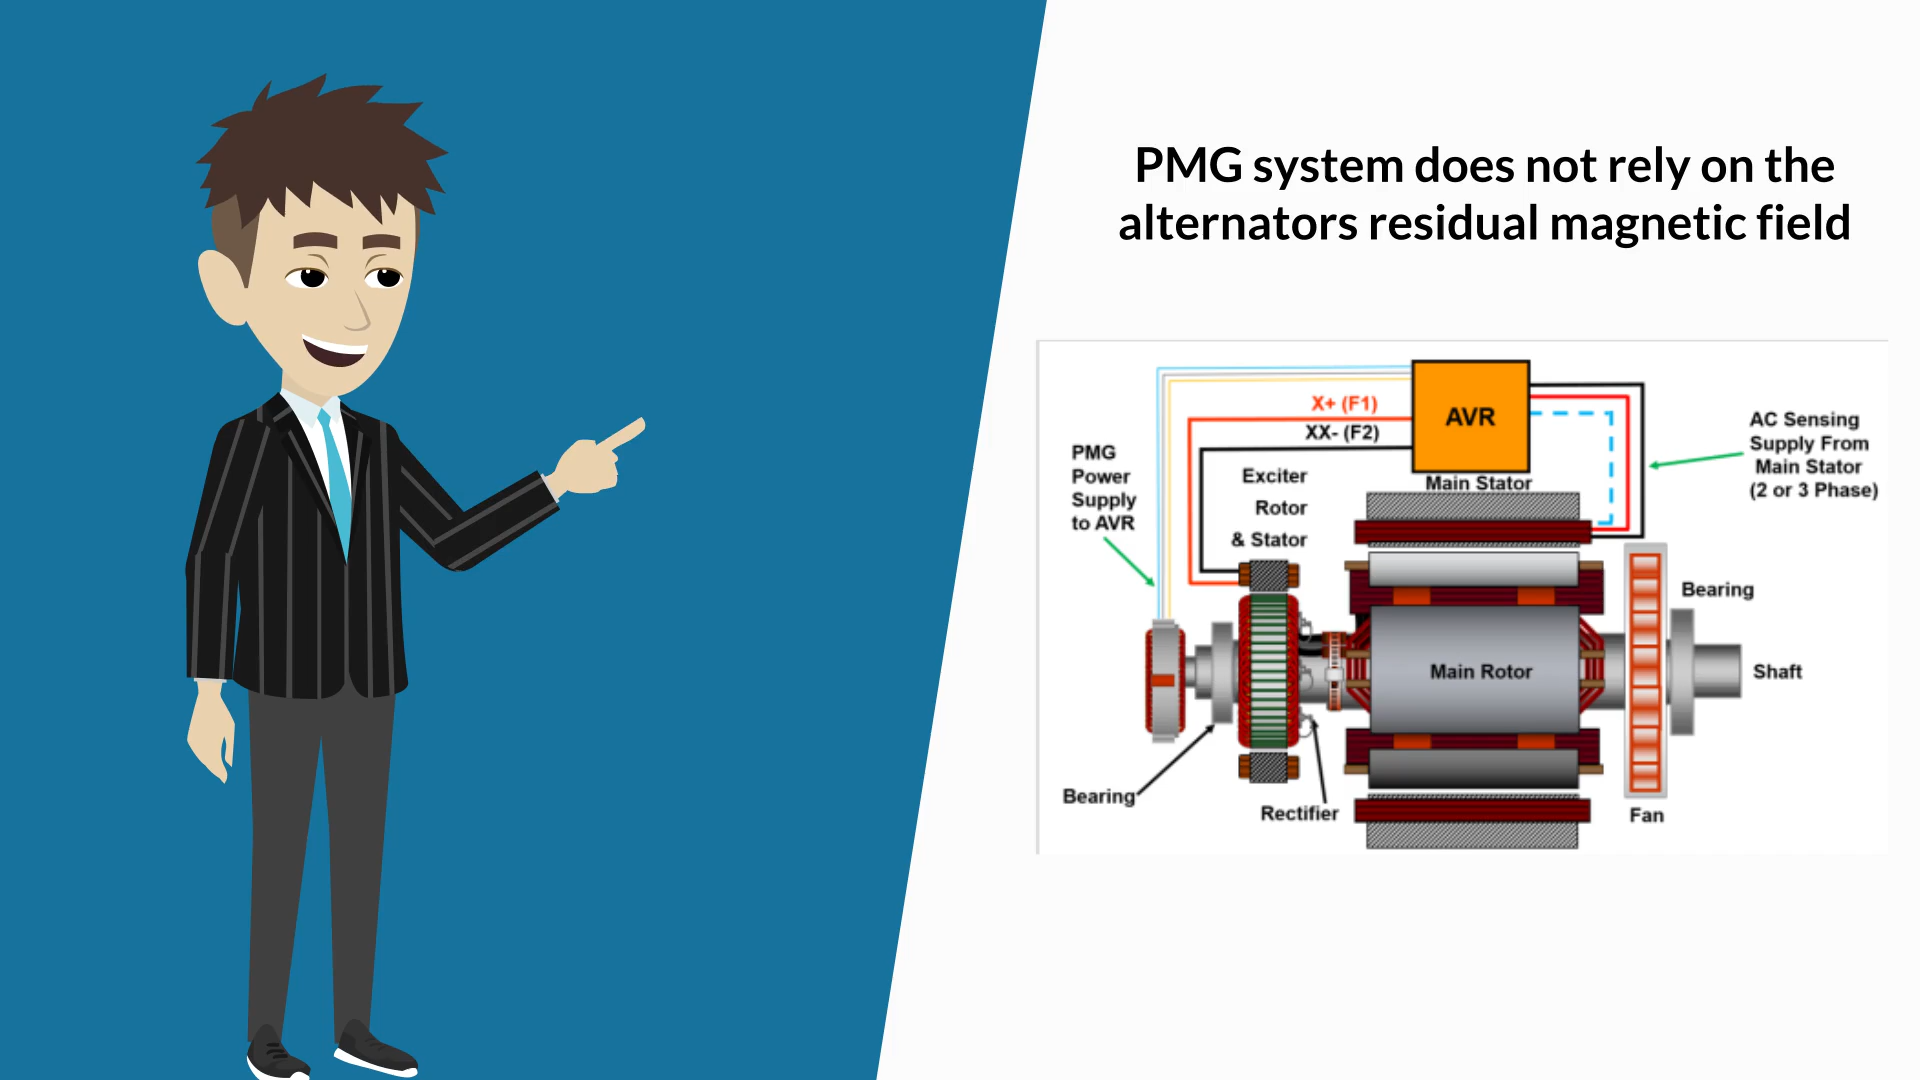 PMG system does not rely on the
alternators residual magnetic field
AVR
X+ (F1)
XX- (F2)
AC Sensing
Supply From
Main Stator
(2 or 3 Phase)
PMG
Power
Supply
to AVR
Exciter
Rotor
& Stator
Main Stator
Bearing
Main Rotor
Shaft
Bearing
Rectifier
Fan